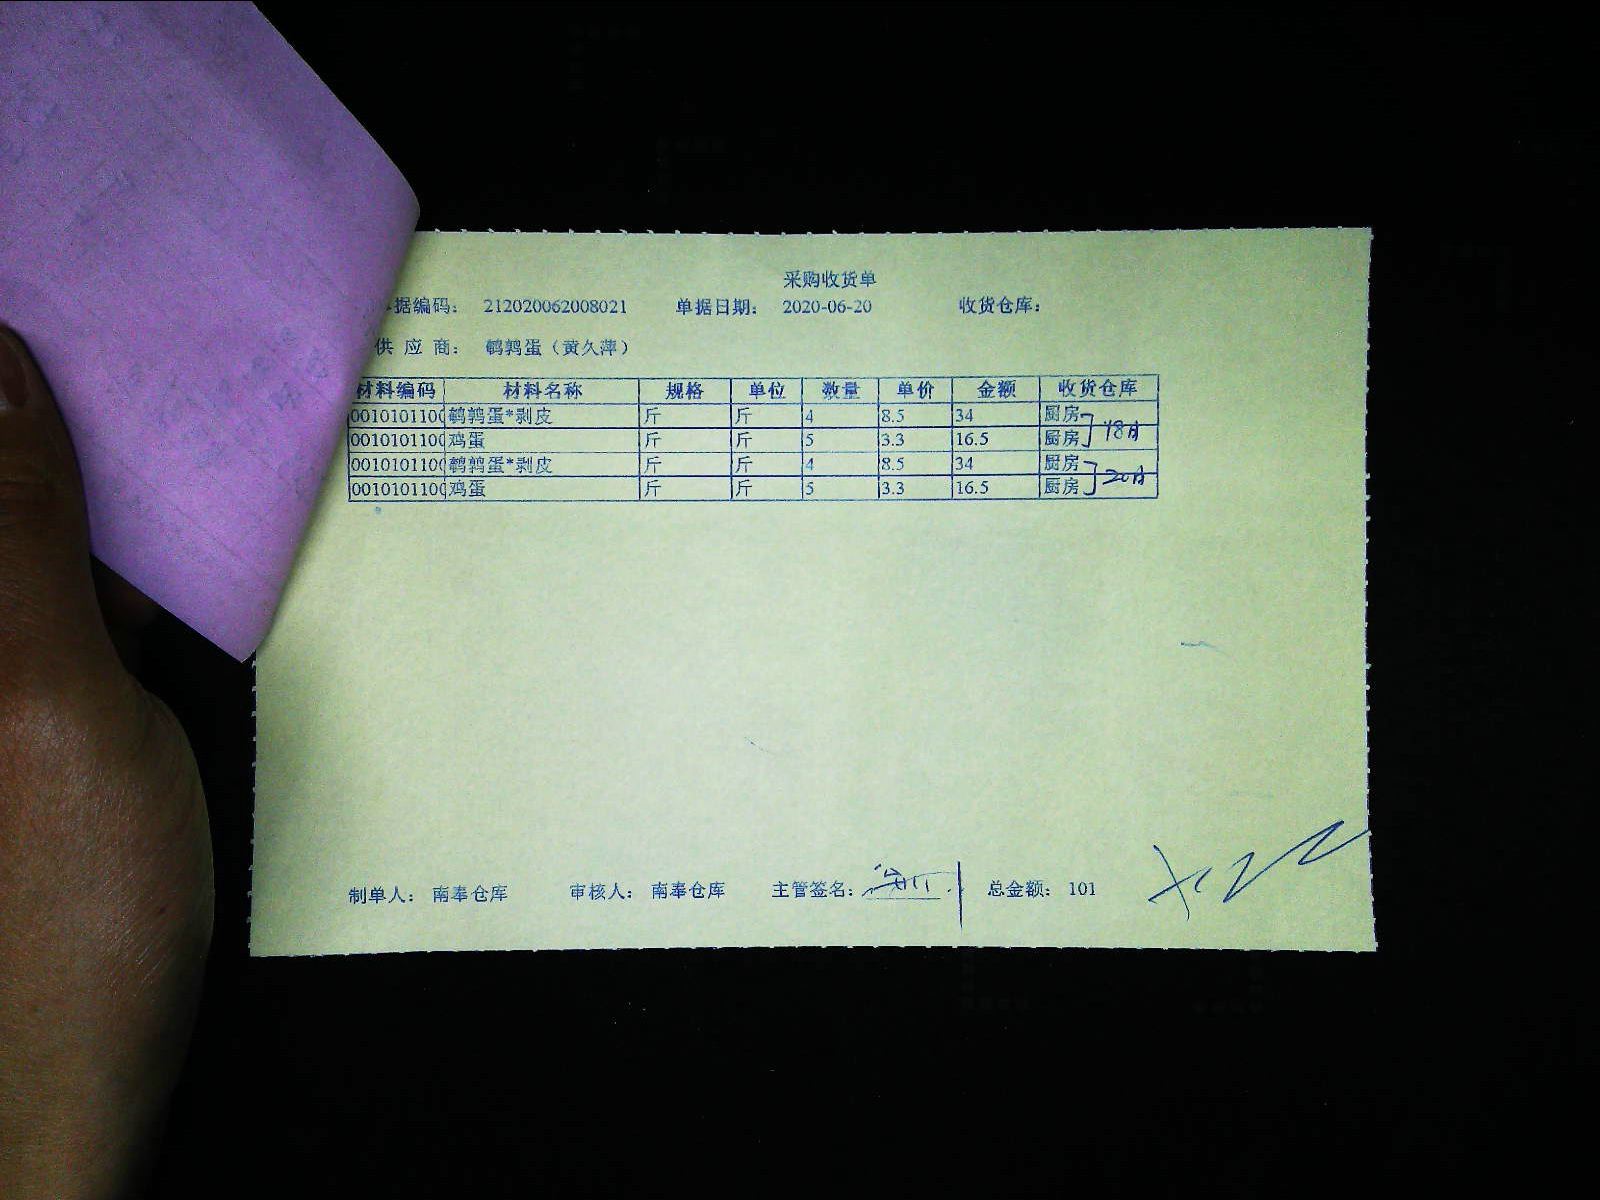 采购收货单
据编码： 212020062008021 单据日期： 2020-06-20 收货仓库：
供 应 商： 鹌鹑蛋（黄久萍）
材料编码 材料名称 规格 单位 数量 单价 金额 收货仓库
0010101100 鹌鹑蛋*剥皮 斤 斤 4 8.5 34 厨房
0010101100 鸡蛋 斤 斤 5 3.3 16.5 厨房
0010101100 鹌鹑蛋*剥皮 斤 斤 4 8.5 34 厨房
0010101100 鸡蛋 斤 斤 5 3.3 16.5 厨房
制单人： 南奉仓库 审核人： 南奉仓库 主管签名： 总金额： 101